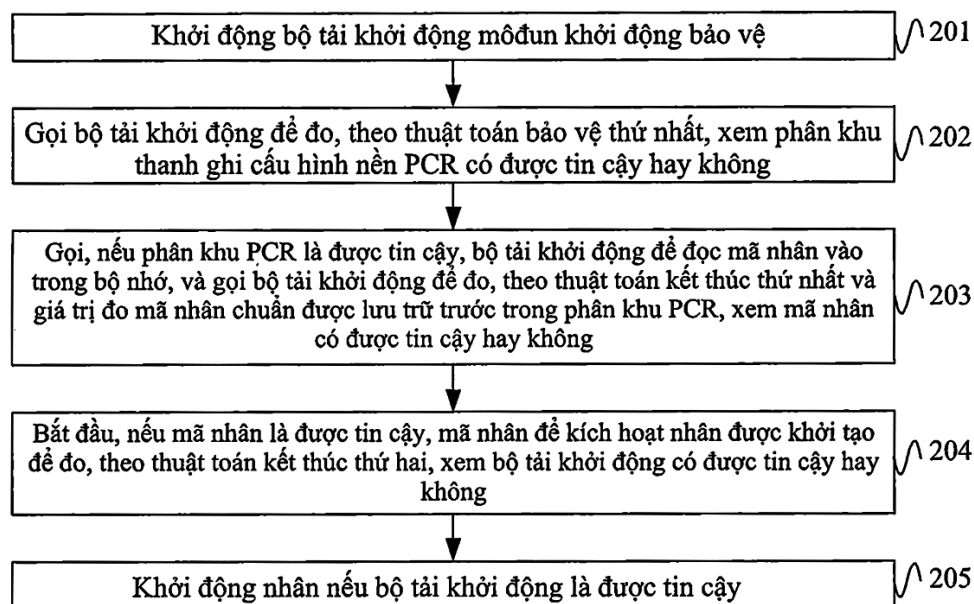 Khởi động bộ tải khởi động môđun khởi động bảo vệ
201
Gọi bộ tải khởi động để đo, theo thuật toán bảo vệ thứ nhất, xem phân khu
thanh ghi cấu hình nền PCR có được tin cậy hay không
202
Gọi, nếu phân khu PCR là được tin cậy, bộ tải khởi động để đọc mã nhân vào
trong bộ nhớ, và gọi bộ tải khởi động để đo, theo thuật toán kết thúc thứ nhất và
giá trị đo mã nhân chuẩn được lưu trữ trước trong phân khu PCR, xem mã nhân
có được tin cậy hay không
203
Bắt đầu, nếu mã nhân là được tin cậy, mã nhân để kích hoạt nhân được khởi tạo
để đo, theo thuật toán kết thúc thứ hai, xem bộ tải khởi động có được tin cậy hay
không
204
Khởi động nhân nếu bộ tải khởi động là được tin cậy
205